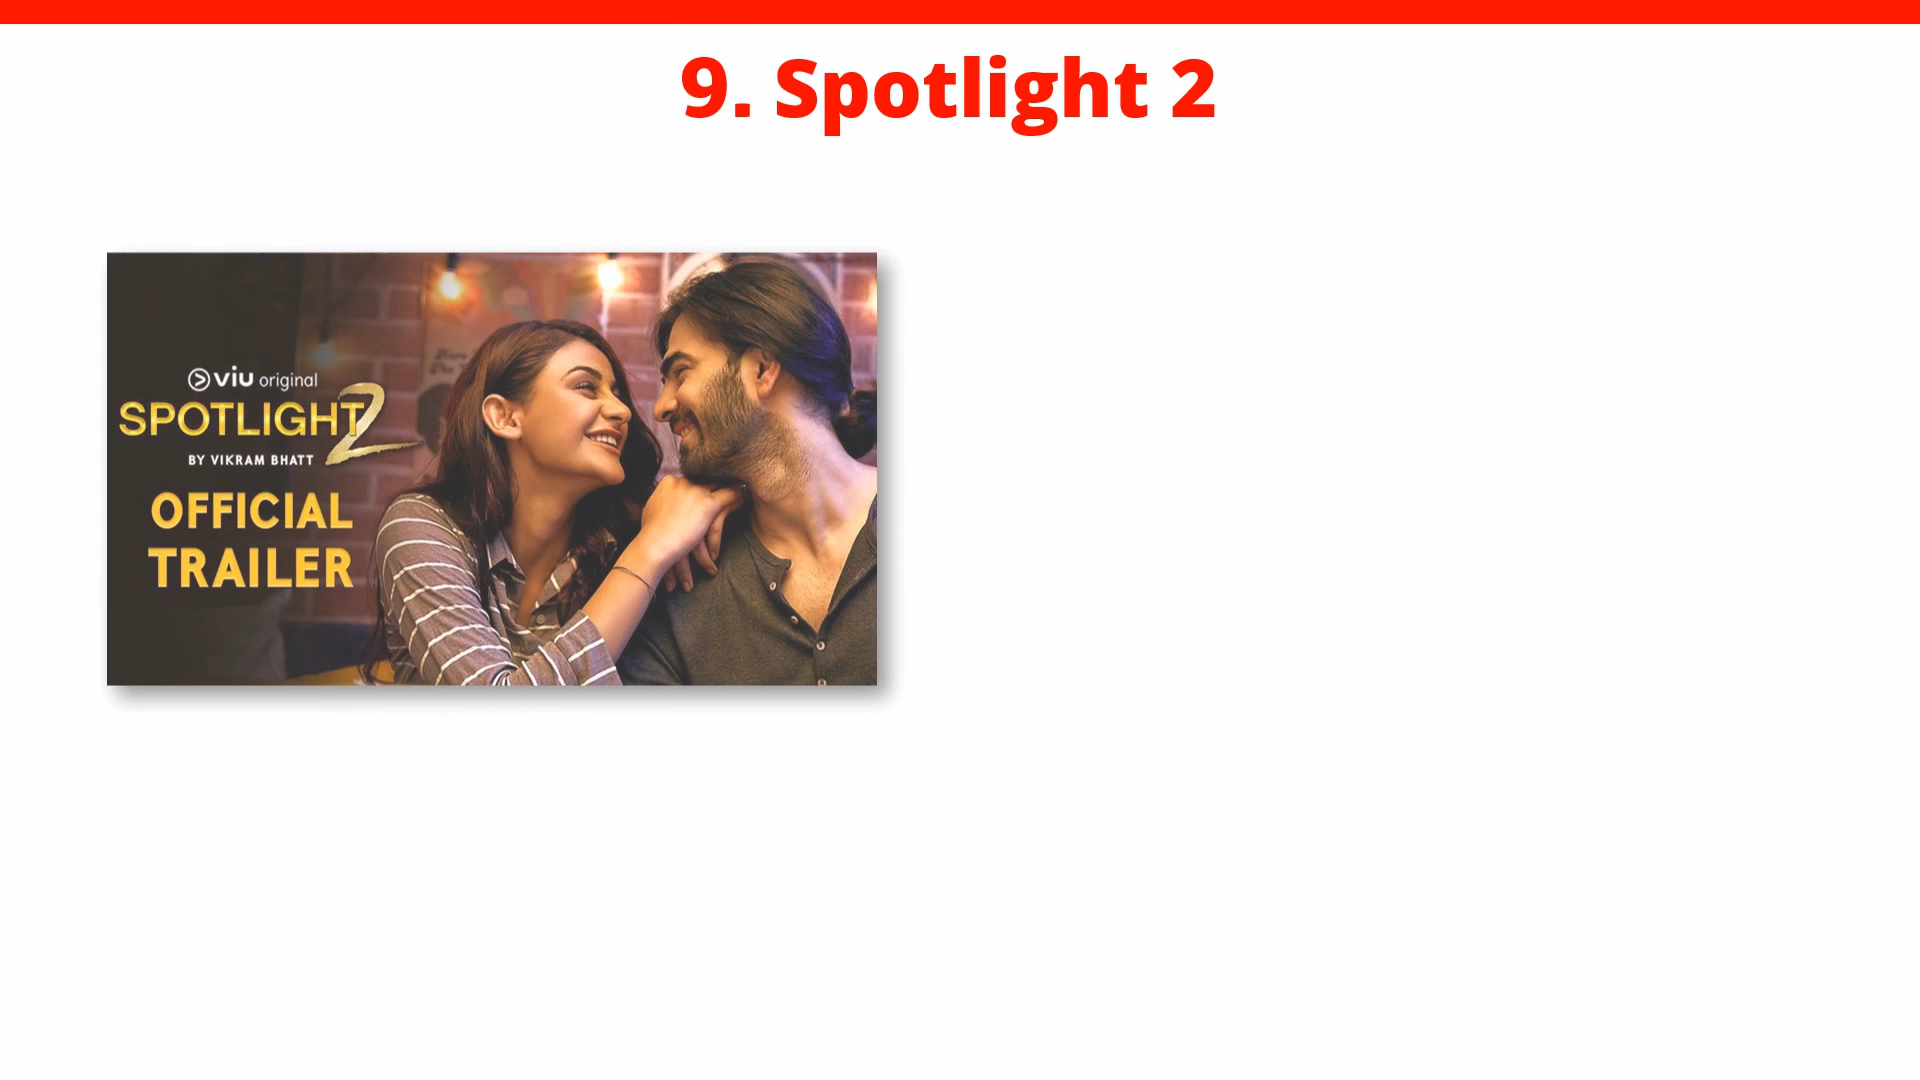 9. Spotlight 2
viu original
SPOTLIGHT 2
BY VIKRAM BHATT
OFFICIAL
TRAILER